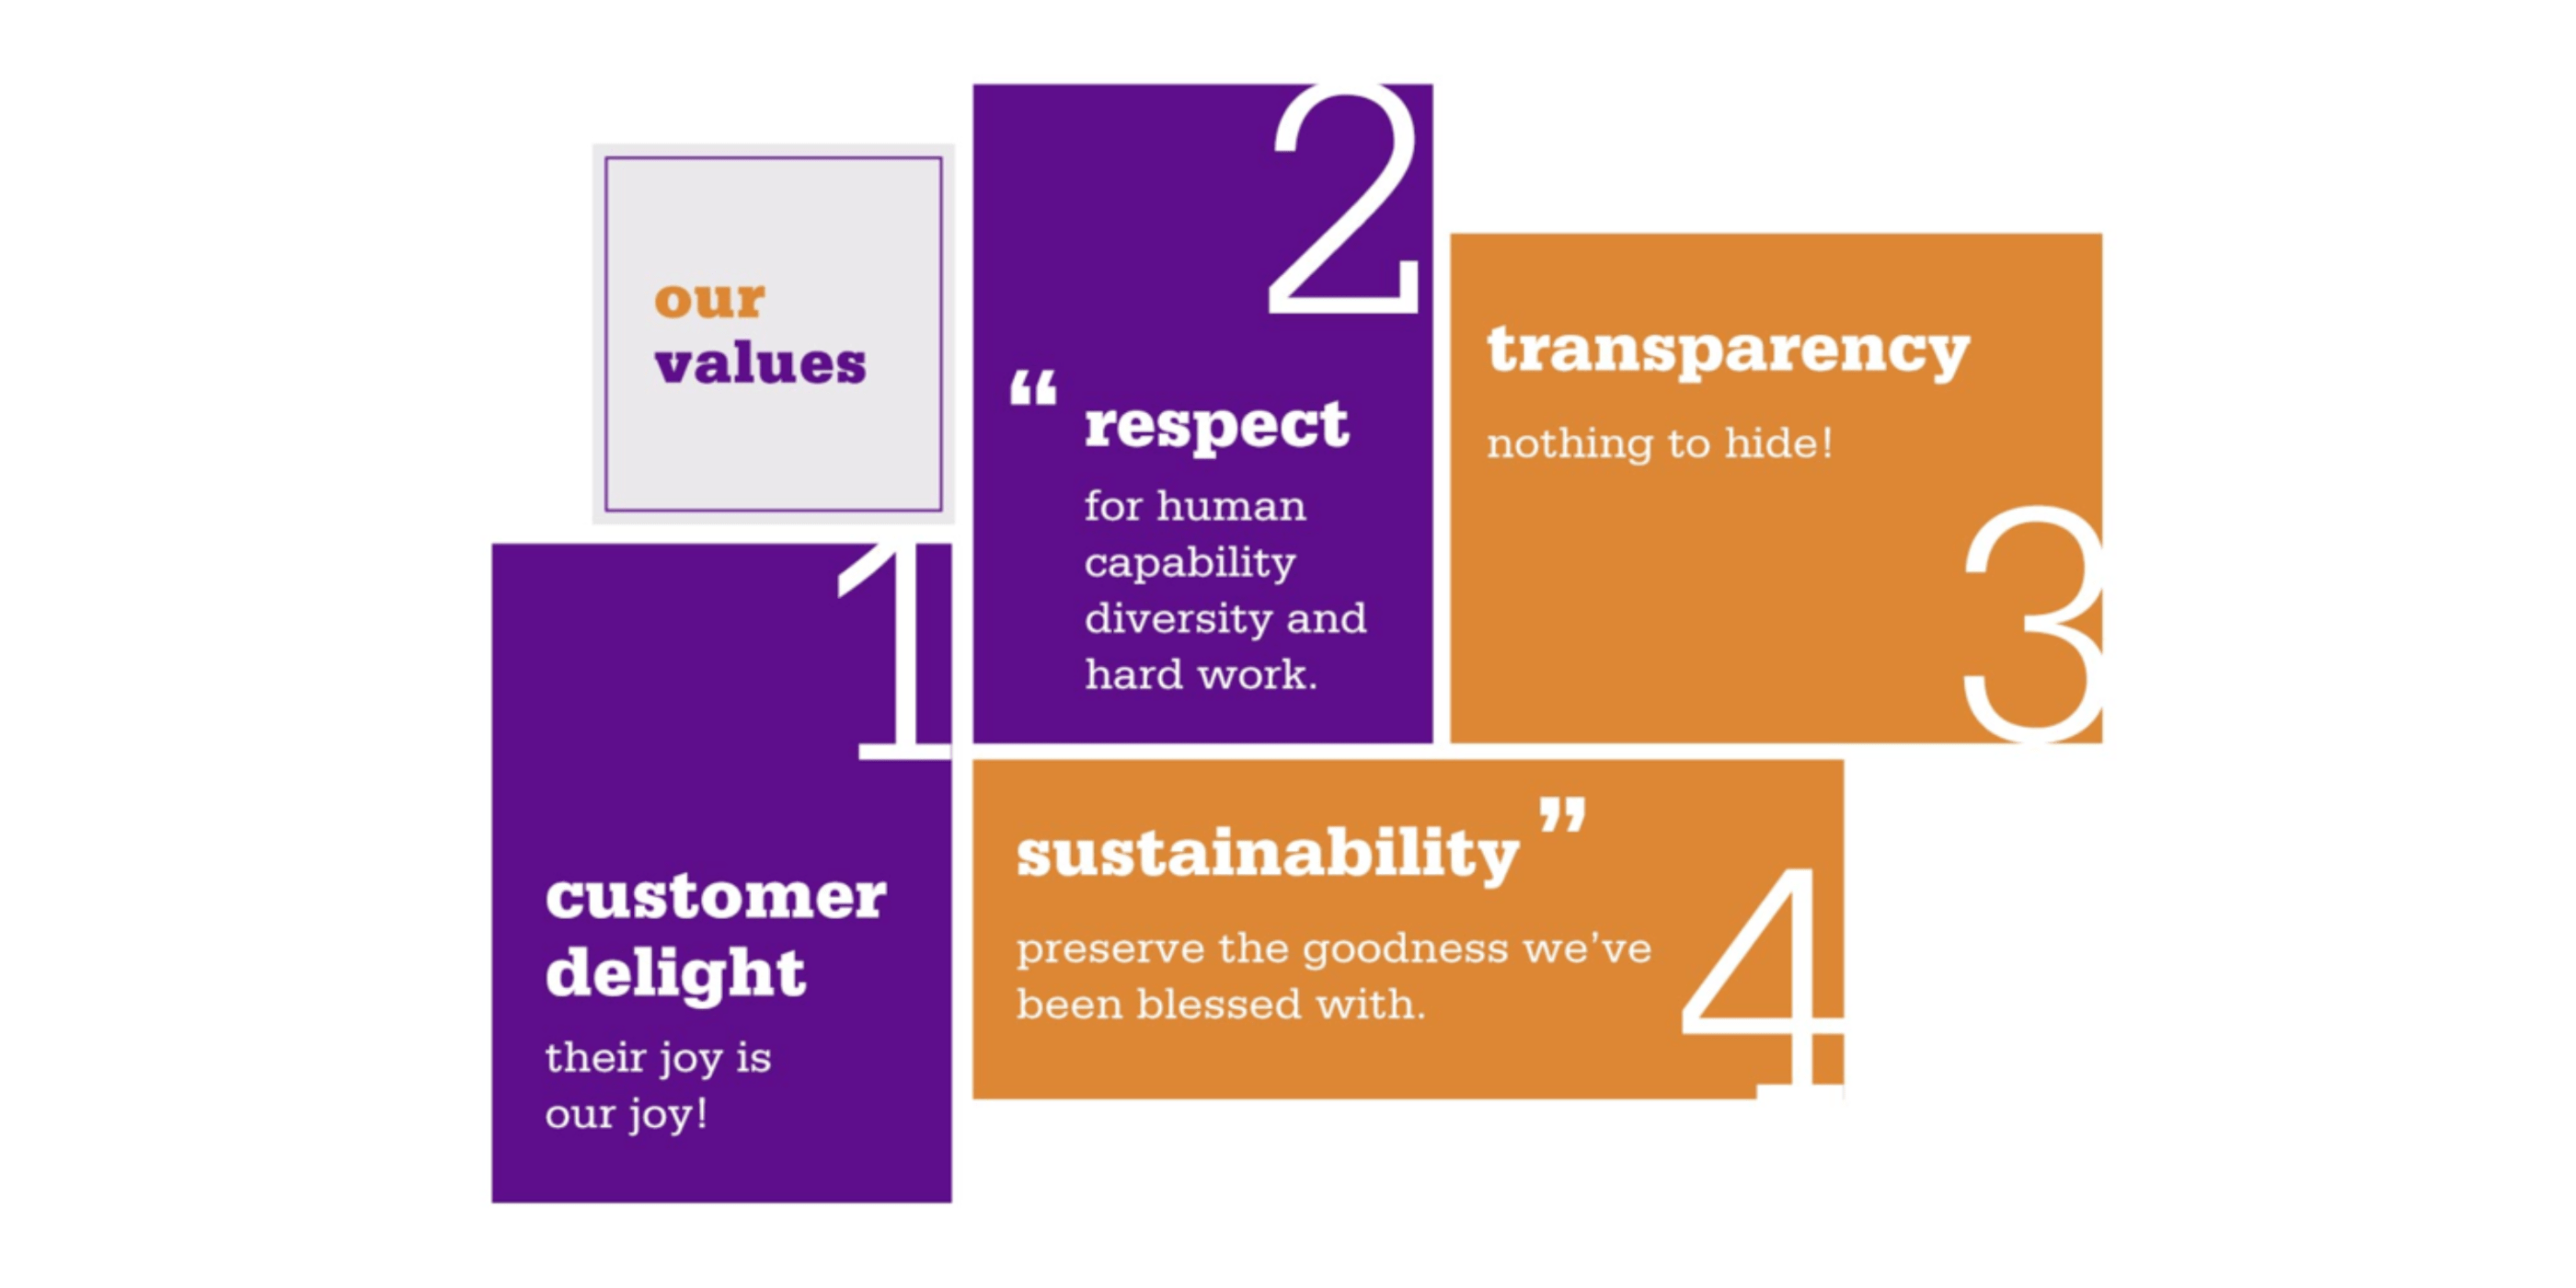 our
values
1
customer
delight
their joy is
our joy!
2
“ respect
for human
capability
diversity and
hard work.
transparency
nothing to hide!
3
sustainability ”
preserve the goodness we’ve
been blessed with.
4